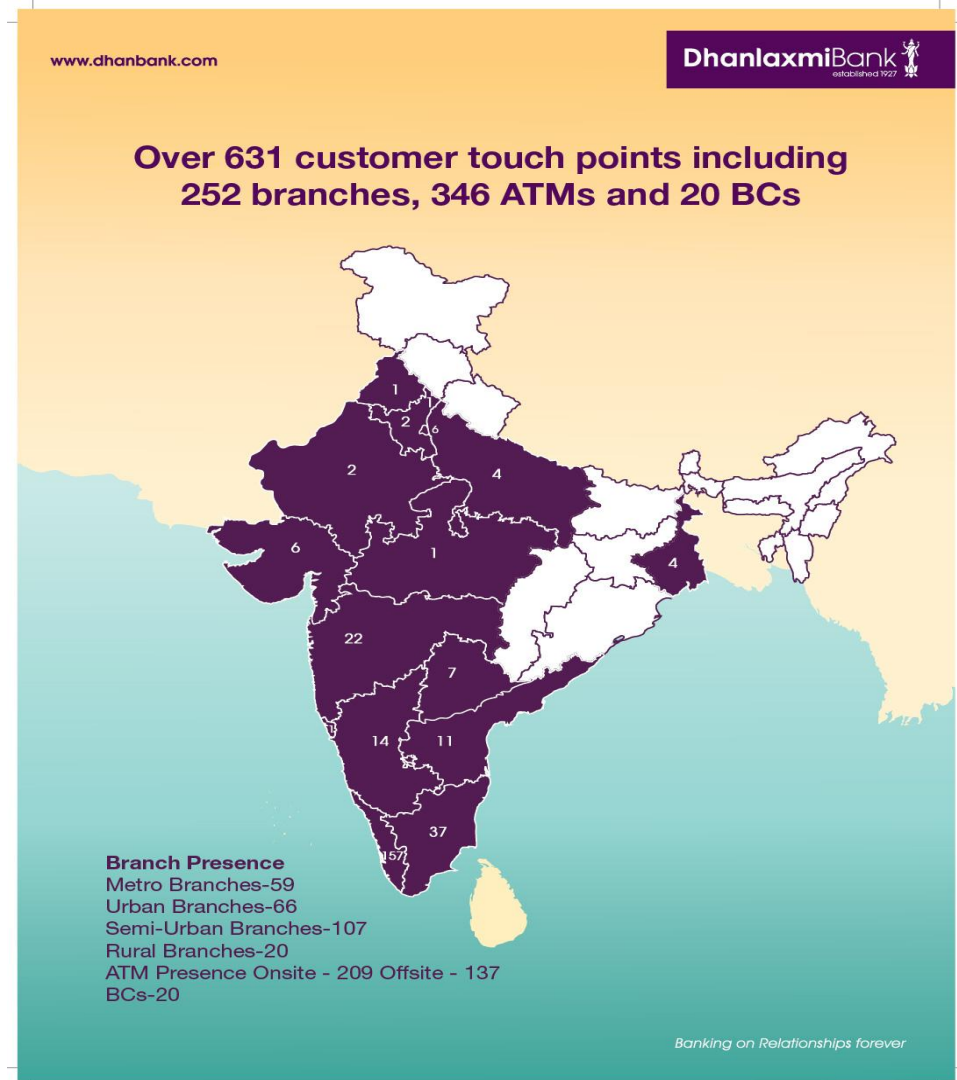 www.dhanbank.com
DhanlaxmiBank
established 1927
Over 631 customer touch points including
252 branches, 346 ATMs and 20 BCs
1
1
2
6
2
4
6
1
4
22
7
1
14
11
37
157
Branch Presence
Metro Branches-59
Urban Branches-66
Semi-Urban Branches-107
Rural Branches-20
ATM Presence Onsite - 209 Offsite - 137
BCs-20
Banking on Relationships forever